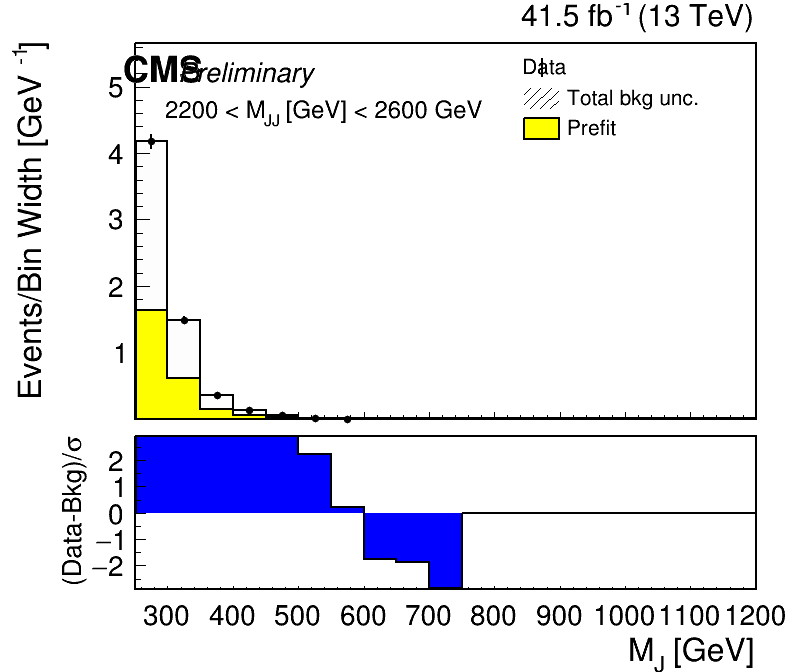 41.5 fb⁻¹ (13 TeV)
CMS Preliminary
2200 < M_JJ [GeV] < 2600 GeV
Data
Total bkg unc.
Prefit
Events/Bin Width [GeV⁻¹]
5
4
3
2
1
(Data-Bkg)/σ
2
1
0
−1
−2
300 400 500 600 700 800 900 1000 1100 1200
M_J [GeV]